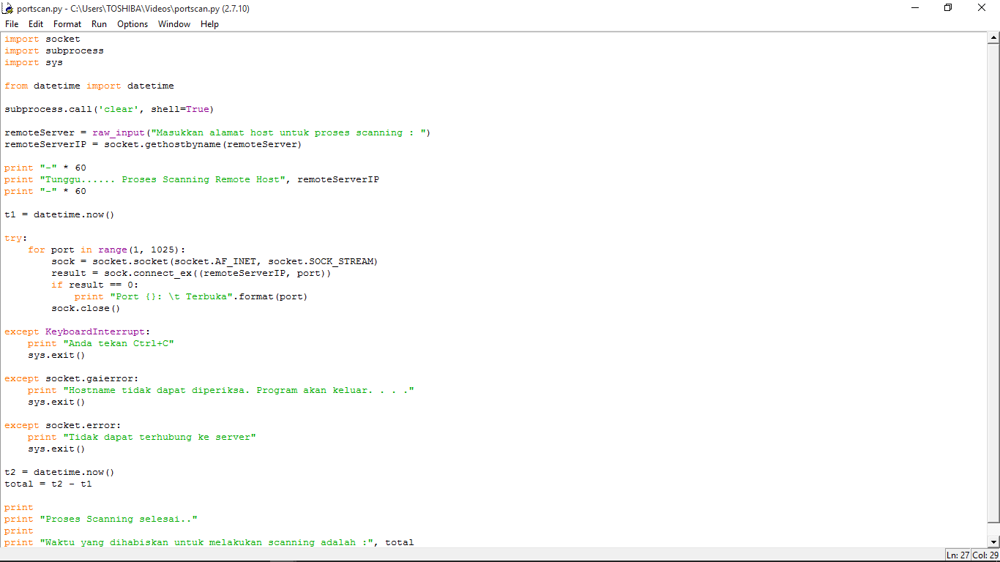 portscan.py - C:\Users\TOSHIBA\Videos\portscan.py (2.7.10)
File Edit Format Run Options Window Help
import socket
import subprocess
import sys

from datetime import datetime

subprocess.call('clear', shell=True)

remoteServer = raw_input("Masukkan alamat host untuk proses scanning : ")
remoteServerIP = socket.gethostbyname(remoteServer)

print "-" * 60
print "Tunggu...... Proses Scanning Remote Host", remoteServerIP
print "-" * 60

t1 = datetime.now()

try:
    for port in range(1, 1025):
        sock = socket.socket(socket.AF_INET, socket.SOCK_STREAM)
        result = sock.connect_ex((remoteServerIP, port))
        if result == 0:
            print "Port {}: \t Terbuka".format(port)
        sock.close()

except KeyboardInterrupt:
    print "Anda tekan Ctrl+C"
    sys.exit()

except socket.gaierror:
    print "Hostname tidak dapat diperiksa. Program akan keluar. . . ."
    sys.exit()

except socket.error:
    print "Tidak dapat terhubung ke server"
    sys.exit()

t2 = datetime.now()
total = t2 - t1

print
print "Proses Scanning selesai.."
print
print "Waktu yang dihabiskan untuk melakukan scanning adalah :", total
Ln: 27 Col: 29